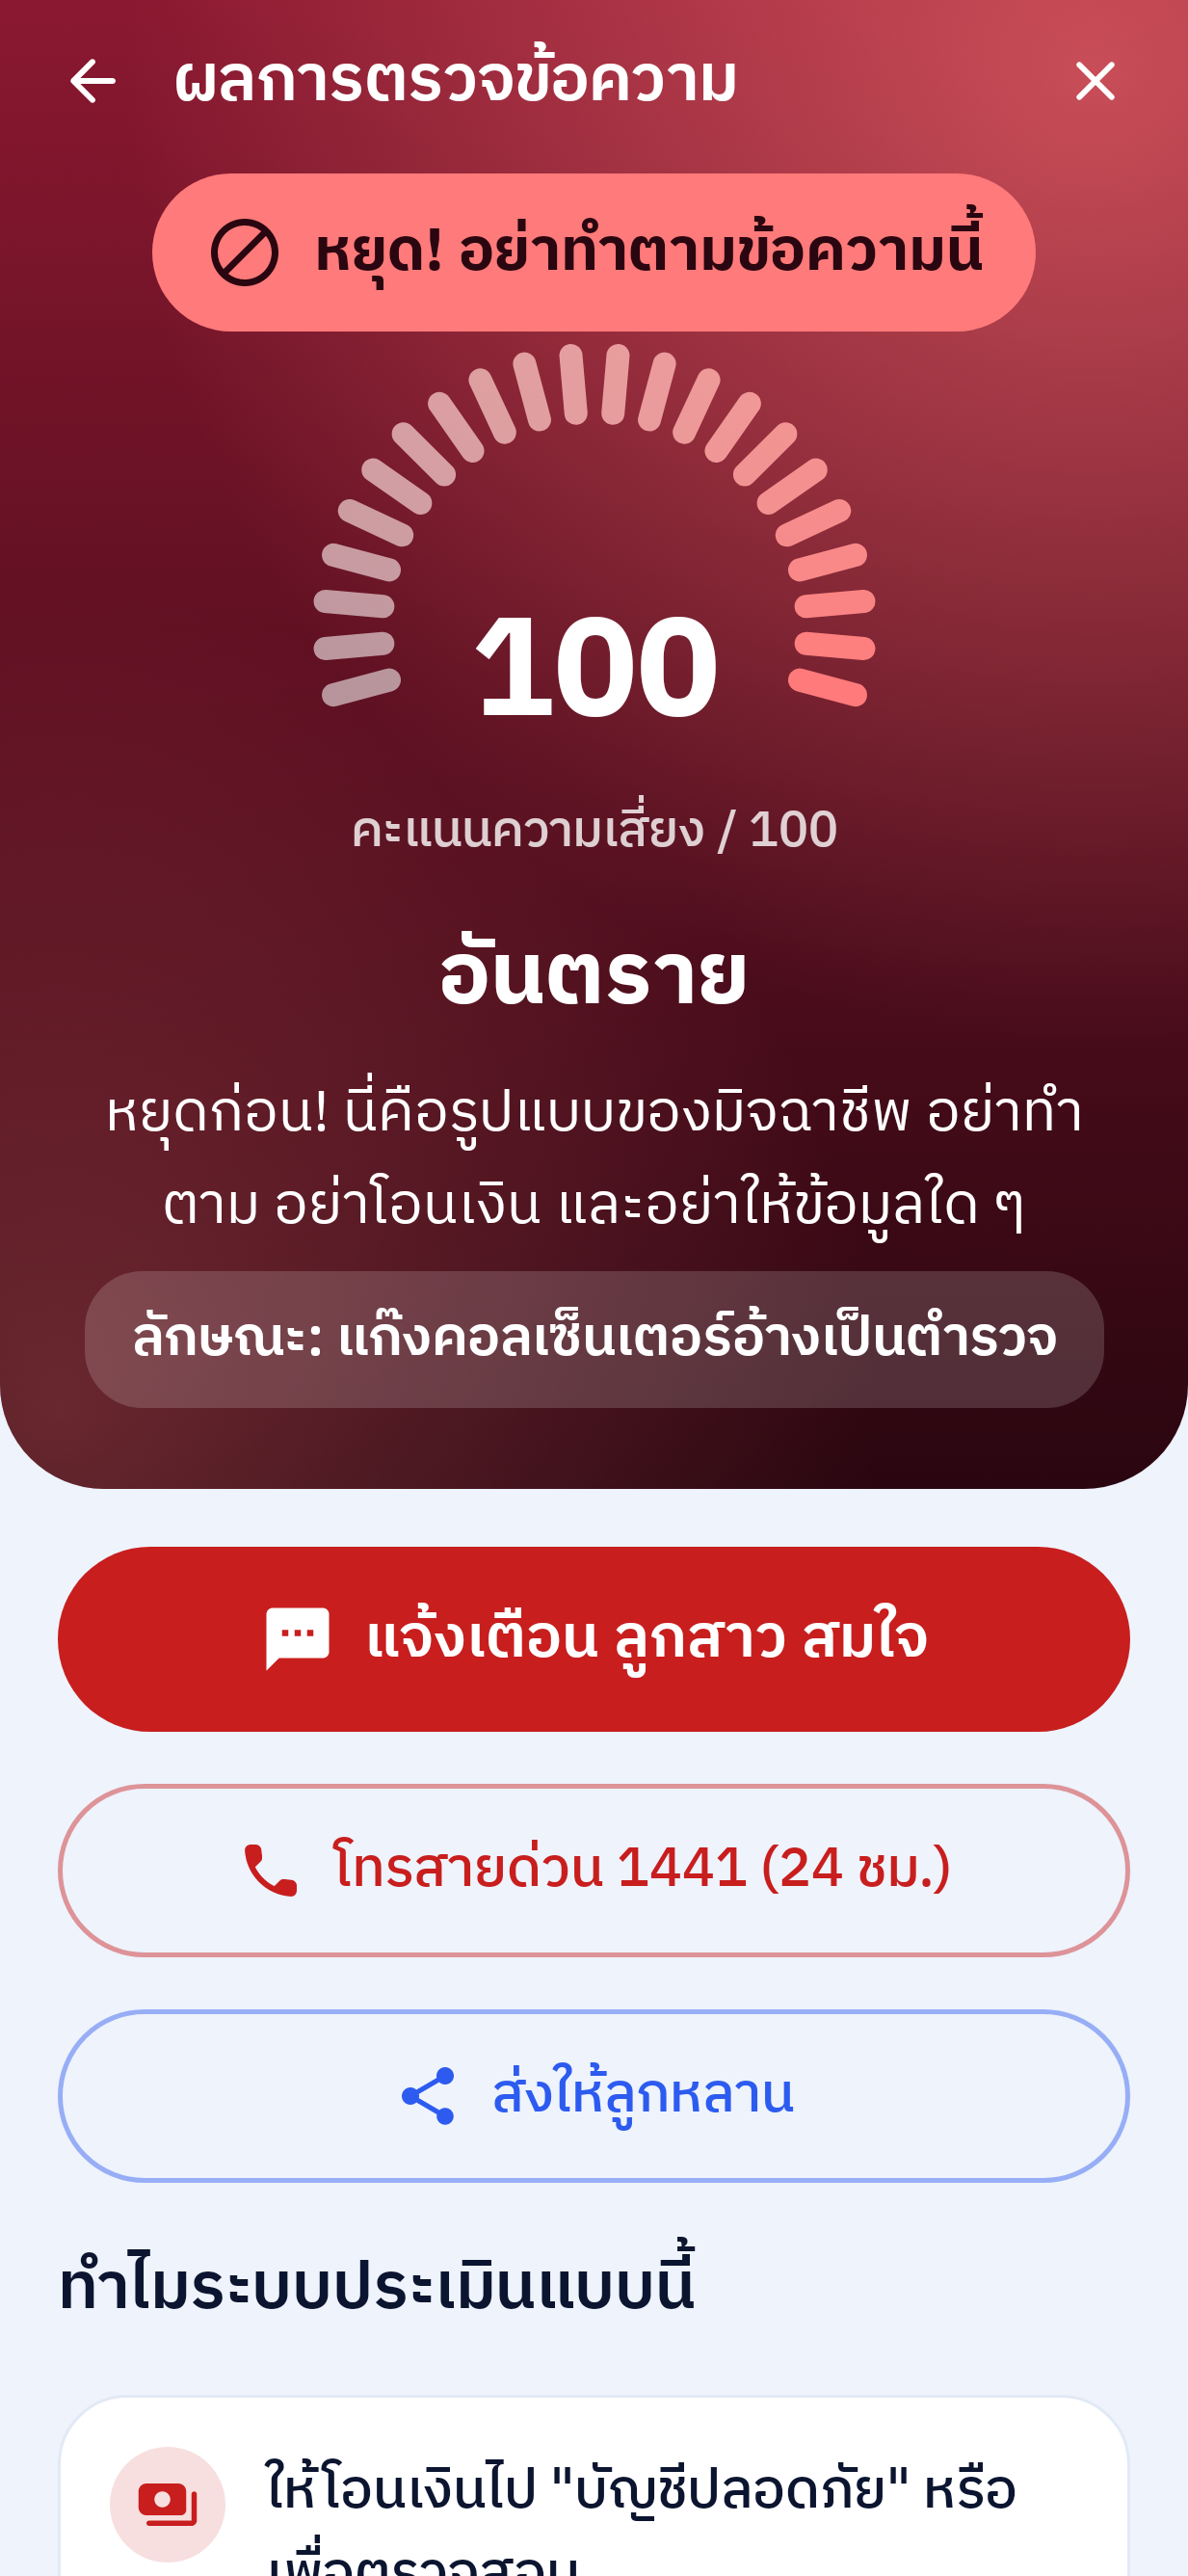 ผลการตรวจข้อความ
หยุด! อย่าทำตามข้อความนี้
100
คะแนนความเสี่ยง / 100
อันตราย
หยุดก่อน! นี่คือรูปแบบของมิจฉาชีพ อย่าทำ
ตาม อย่าโอนเงิน และอย่าให้ข้อมูลใด ๆ
ลักษณะ: แก๊งคอลเซ็นเตอร์อ้างเป็นตำรวจ
แจ้งเตือน ลูกสาว สมใจ
โทรสายด่วน 1441 (24 ชม.)
ส่งให้ลูกหลาน
ทำไมระบบประเมินแบบนี้
ให้โอนเงินไป "บัญชีปลอดภัย" หรือ
เพื่อตรวจสอบ